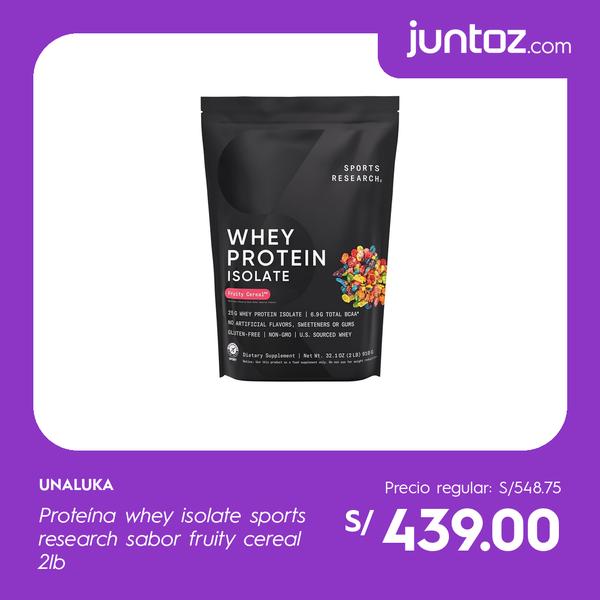 juntoz.com
SPORTS
RESEARCH
WHEY
PROTEIN
ISOLATE
Fruity Cereal
25G WHEY PROTEIN ISOLATE | 6.9G TOTAL BCAA*
NO ARTIFICIAL FLAVORS, SWEETENERS OR GUMS
GLUTEN-FREE | NON-GMO | U.S. SOURCED WHEY
Dietary Supplement | Net Wt. 32.1OZ (2 LB) 910 G
UNALUKA
Proteína whey isolate sports
research sabor fruity cereal
2lb
Precio regular: S/548.75
S/ 439.00